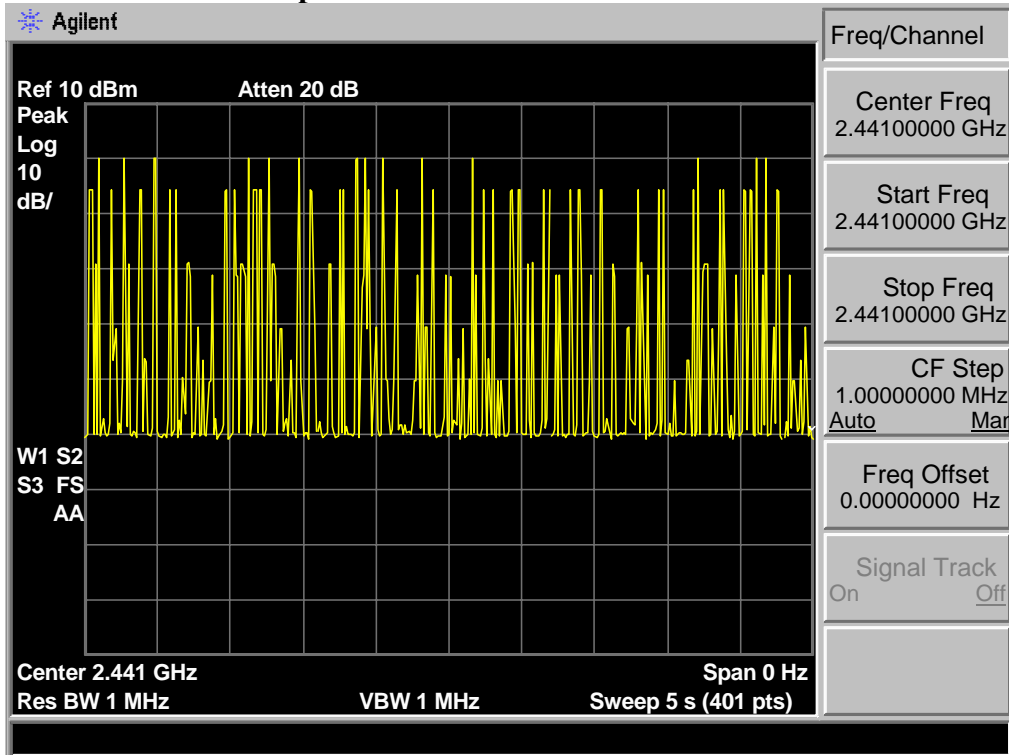 Agilent
Freq/Channel
Ref 10 dBm Atten 20 dB
Peak
Log
10
dB/
W1 S2
S3 FS
AA
Center 2.441 GHz Span 0 Hz
Res BW 1 MHz VBW 1 MHz Sweep 5 s (401 pts)
Center Freq
2.44100000 GHz
Start Freq
2.44100000 GHz
Stop Freq
2.44100000 GHz
CF Step
1.00000000 MHz
Auto Man
Freq Offset
0.00000000 Hz
Signal Track
On Off